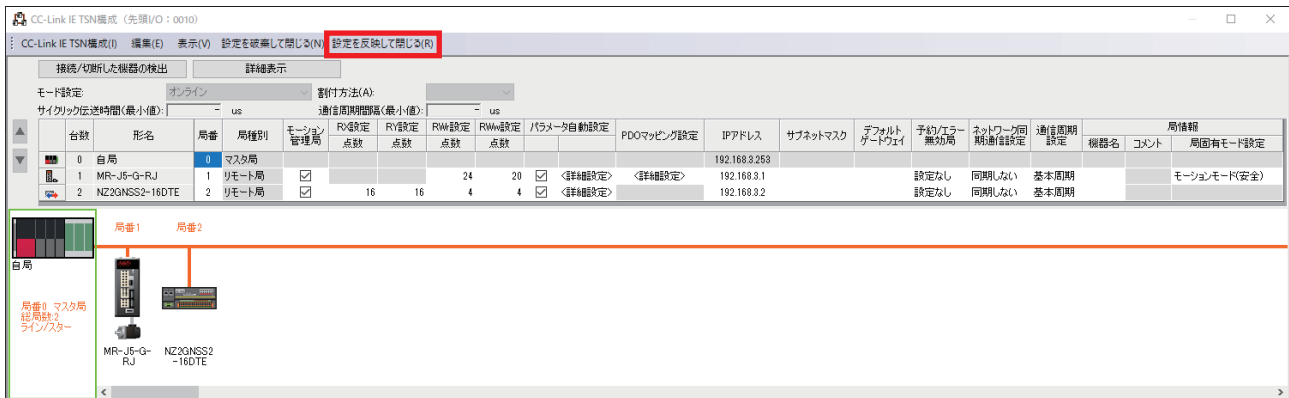 CC-Link IE TSN構成 (先頭I/O:0010)
CC-Link IE TSN構成(I) 編集(E) 表示(V) 設定を破棄して閉じる(N) 設定を反映して閉じる(R)
接続/切断した機器の検出 詳細表示
モード設定: オンライン 割付方法(A):
サイクリック伝送時間(最小値): - us 通信周期間隔(最小値): - us
台数 形名 局番 局種別 モーション管理局 RX設定 点数 RY設定 点数 RWr設定 点数 RWw設定 点数 パラメータ自動設定 PDOマッピング設定 IPアドレス サブネットマスク デフォルトゲートウェイ 予約/エラー無効局 ネットワーク同期通信設定 通信周期設定 局情報 機器名 コメント 局固有モード設定
0 自局 0 マスタ局 192.168.3.253
1 MR-J5-G-RJ 1 リモート局 24 20 <詳細設定> <詳細設定> 192.168.3.1 設定なし 同期しない 基本周期 モーションモード(安全)
2 NZ2GNSS2-16DTE 2 リモート局 16 16 4 4 <詳細設定> 192.168.3.2 設定なし 同期しない 基本周期
局番1 局番2
自局
局番0 マスタ局
総局数:2
ライン/スター
MR-J5-G-RJ NZ2GNSS2-16DTE